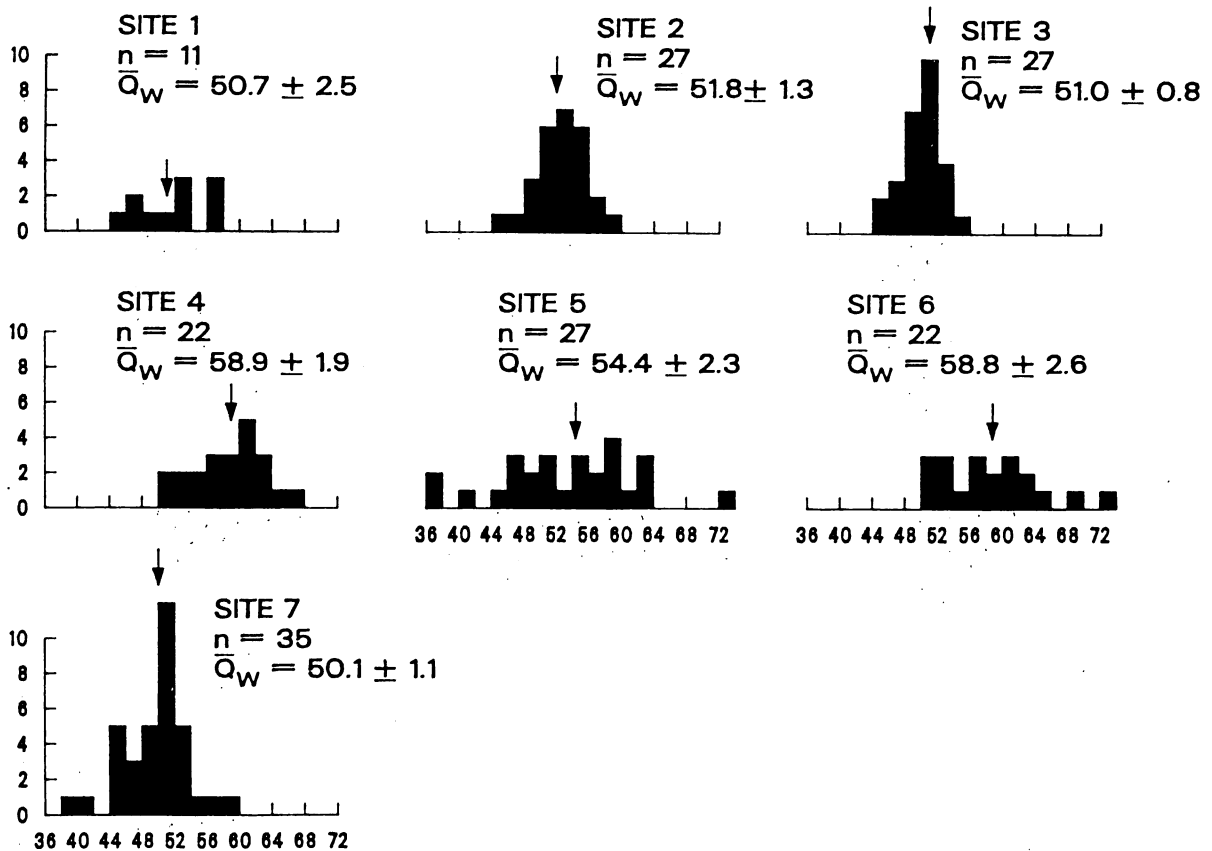 SITE 1
n = 11
Q̅W = 50.7 ± 2.5
10
8
6
4
2
0
SITE 2
n = 27
Q̅W = 51.8 ± 1.3
SITE 3
n = 27
Q̅W = 51.0 ± 0.8
SITE 4
n = 22
Q̅W = 58.9 ± 1.9
10
8
6
4
2
0
SITE 5
n = 27
Q̅W = 54.4 ± 2.3
36 40 44 48 52 56 60 64 68 72
SITE 6
n = 22
Q̅W = 58.8 ± 2.6
36 40 44 48 52 56 60 64 68 72
SITE 7
n = 35
Q̅W = 50.1 ± 1.1
10
8
6
4
2
0
36 40 44 48 52 56 60 64 68 72